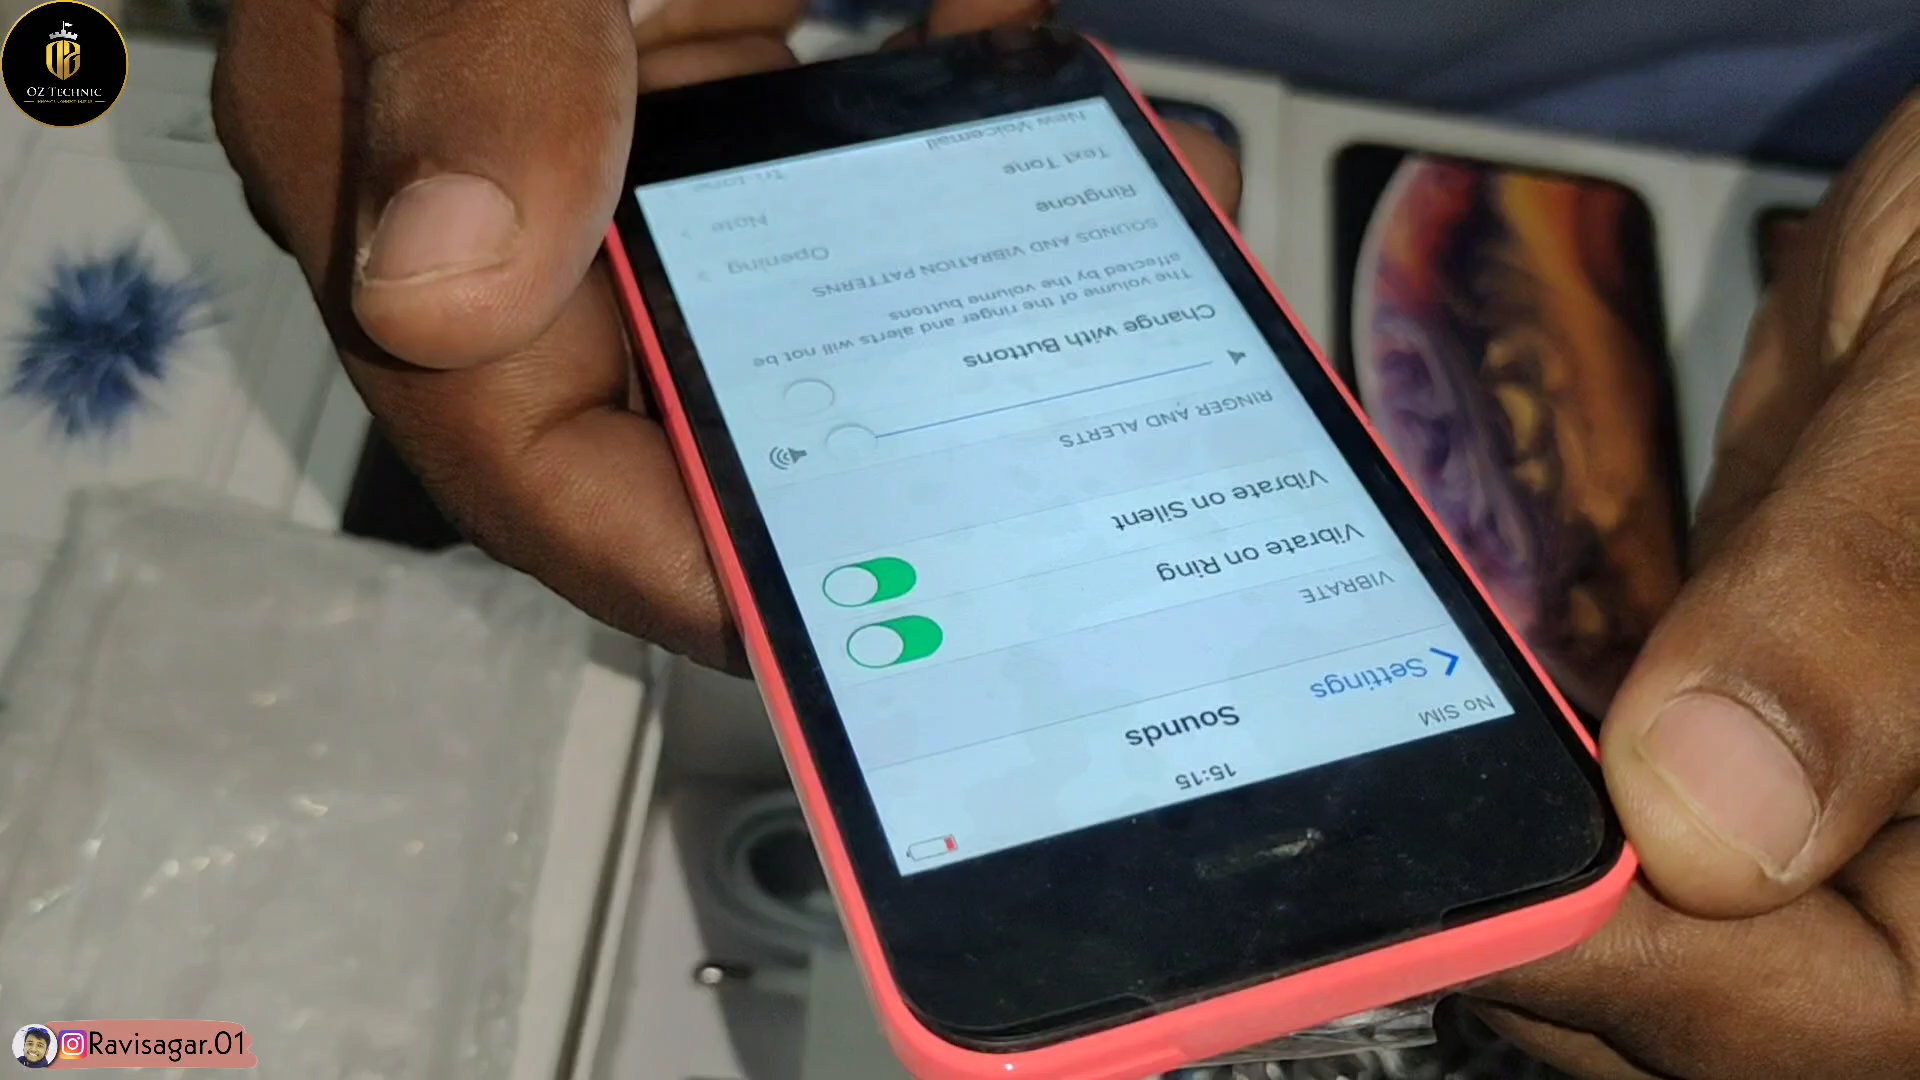 OZ TECHNIC
No SIM
15:15
Settings
Sounds
VIBRATE
Vibrate on Ring
Vibrate on Silent
RINGER AND ALERTS
Change with Buttons
The volume of the ringer and alerts will not be
affected by the volume buttons
SOUNDS AND VIBRATION PATTERNS
Ringtone Opening
Text Tone Note
New Voicemail Tri-tone
Ravisagar.01